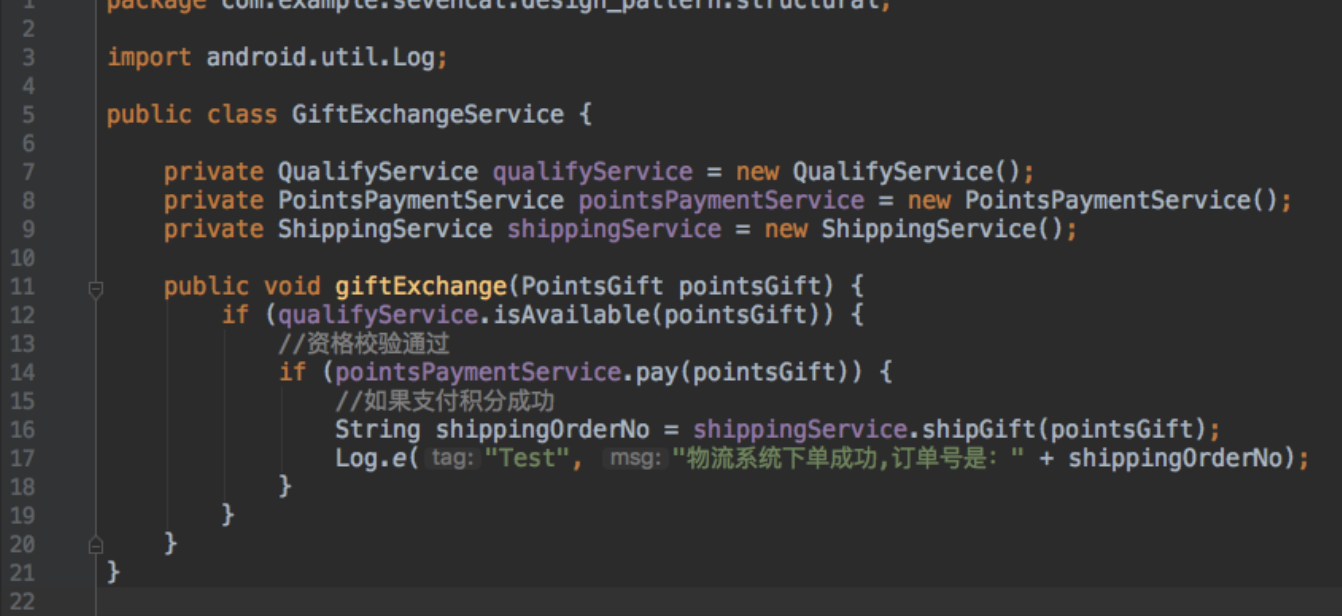 1 package com.example.sevencat.design_pattern.structural;
2
3 import android.util.Log;
4
5 public class GiftExchangeService {
6
7 private QualifyService qualifyService = new QualifyService();
8 private PointsPaymentService pointsPaymentService = new PointsPaymentService();
9 private ShippingService shippingService = new ShippingService();
10
11 public void giftExchange(PointsGift pointsGift) {
12 if (qualifyService.isAvailable(pointsGift)) {
13 //资格校验通过
14 if (pointsPaymentService.pay(pointsGift)) {
15 //如果支付积分成功
16 String shippingOrderNo = shippingService.shipGift(pointsGift);
17 Log.e( tag: "Test", msg: "物流系统下单成功,订单号是：" + shippingOrderNo);
18 }
19 }
20 }
21 }
22